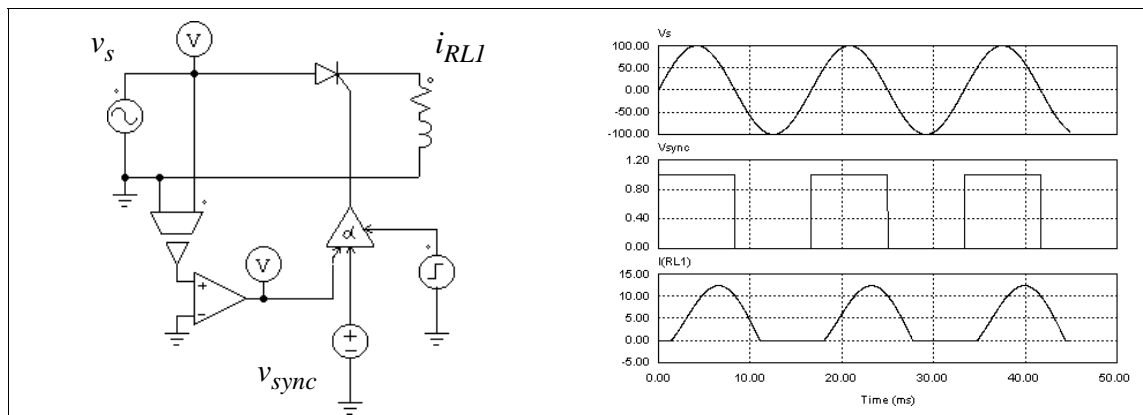 v_s
V
i_RL1
α
V
v_sync
Vs
100.00
50.00
0.00
-50.00
-100.00
Vsync
1.20
0.80
0.40
0.00
I(RL1)
15.00
10.00
5.00
0.00
-5.00
0.00 10.00 20.00 30.00 40.00 50.00
Time (ms)